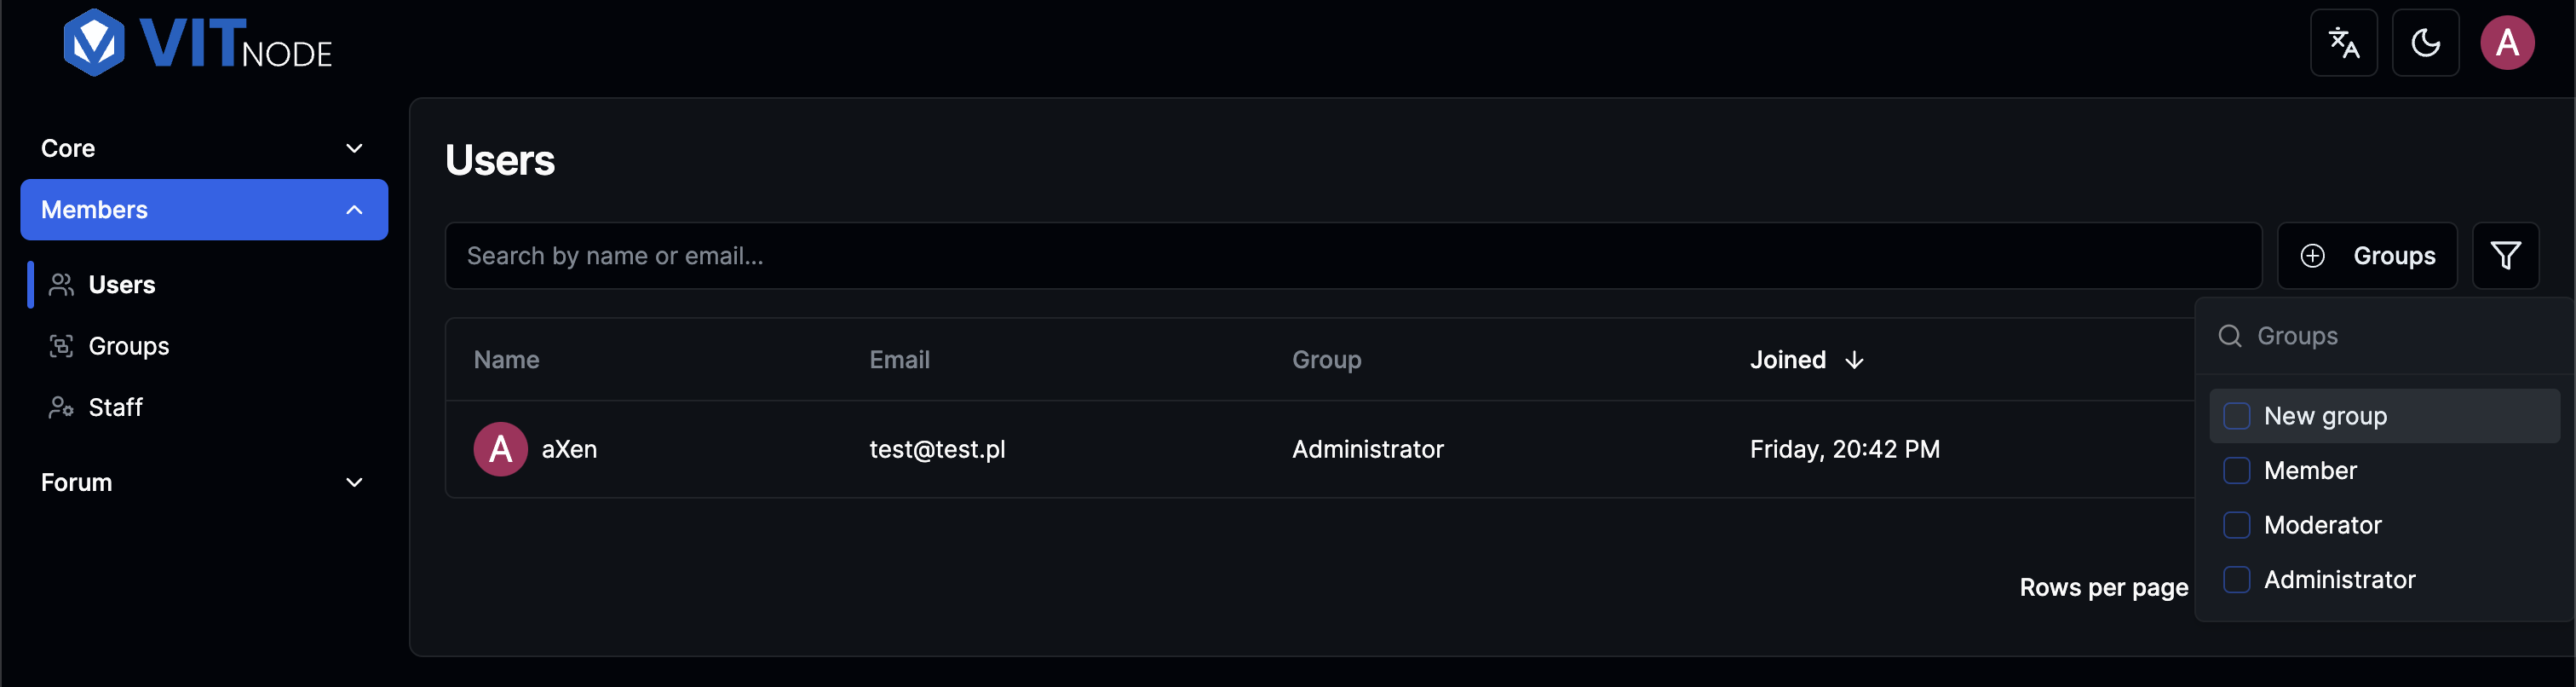 VITNODE
A
Core
Members
Users
Groups
Staff
Forum
Users
Search by name or email...
Groups
Name Email Group Joined
A aXen test@test.pl Administrator Friday, 20:42 PM
Rows per page
Groups
New group
Member
Moderator
Administrator